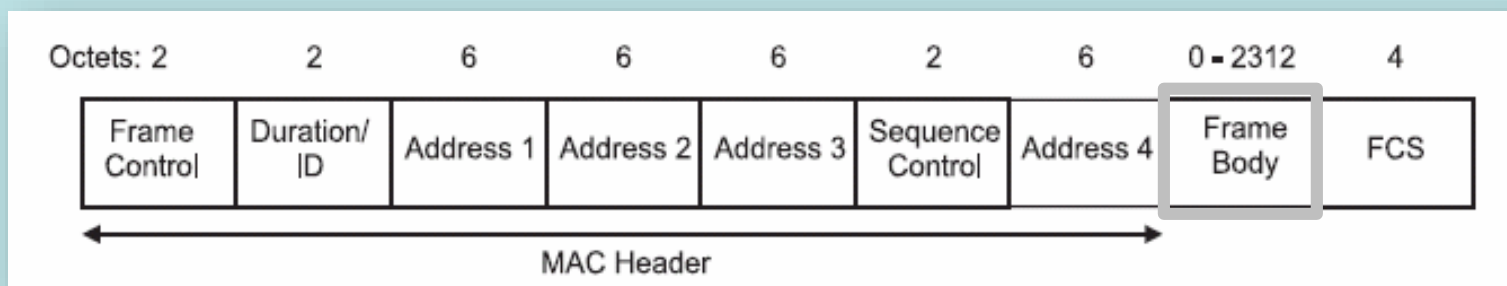 Octets: 2 2 6 6 6 2 6 0 - 2312 4
Frame Control Duration/ ID Address 1 Address 2 Address 3 Sequence Control Address 4 Frame Body FCS
MAC Header